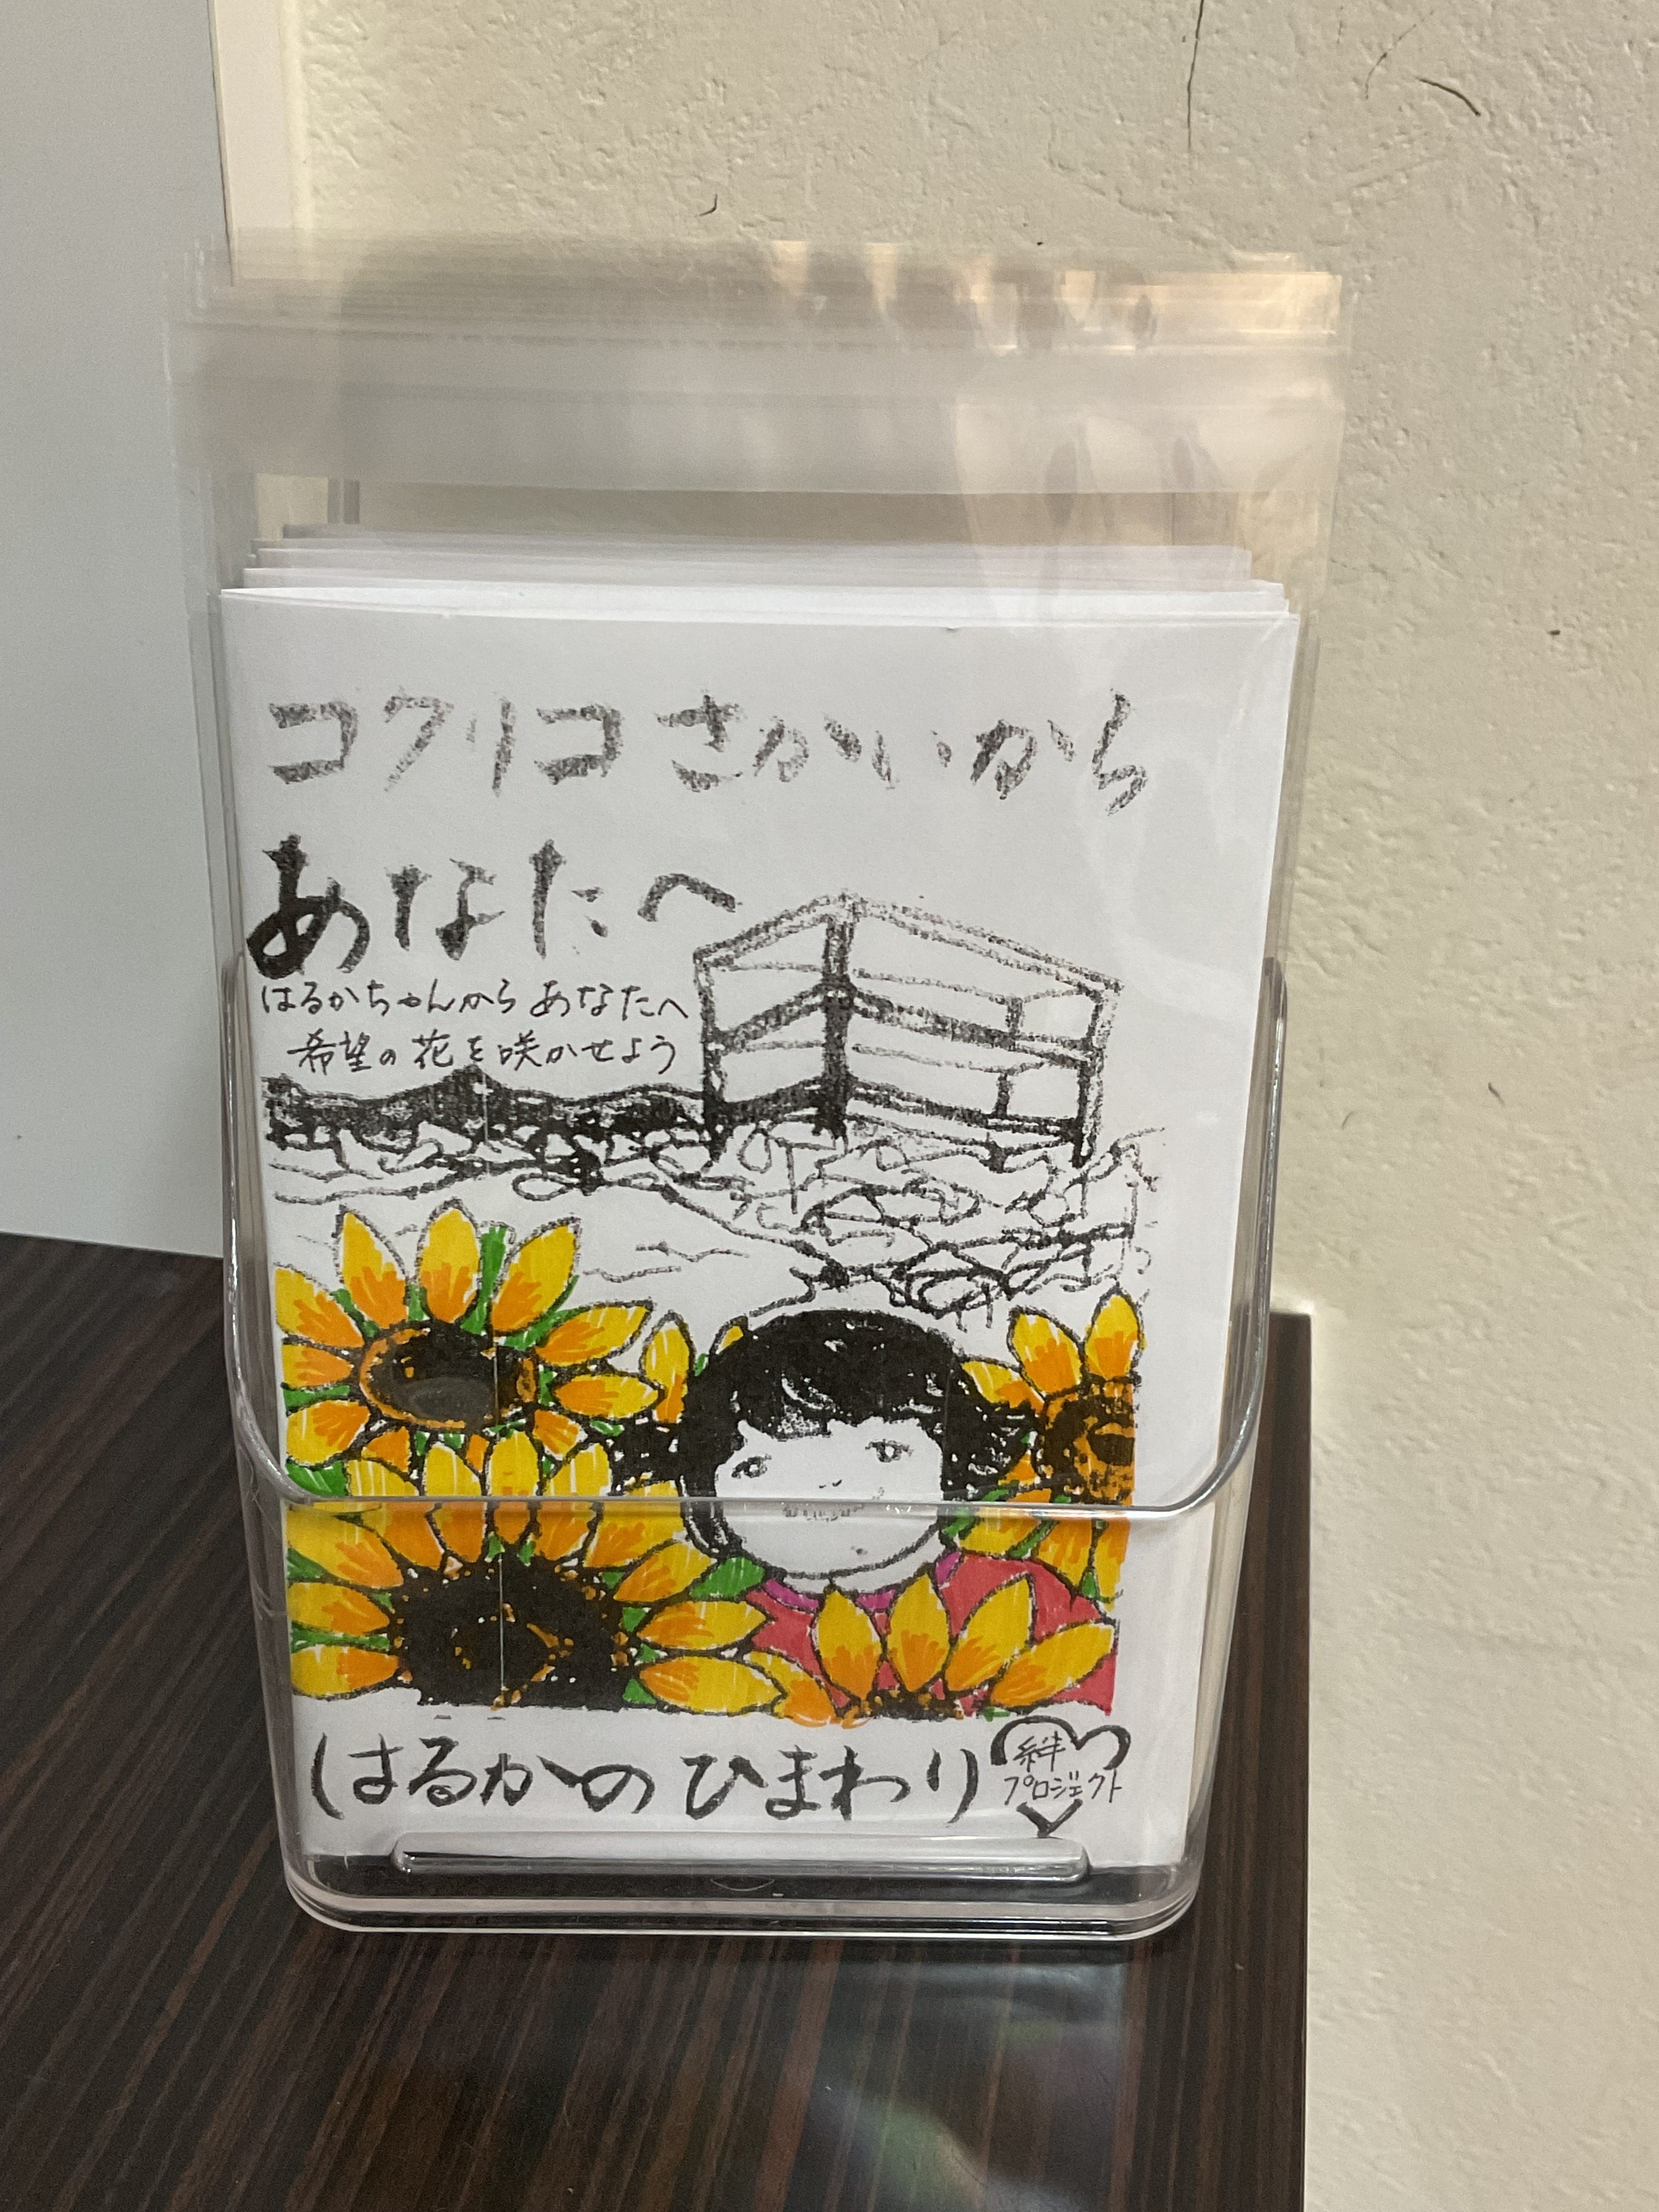 コクリコさかいから
あなたへ
はるかちゃんから あなたへ
希望の花を咲かせよう
はるかのひまわり
絆
プロジェクト